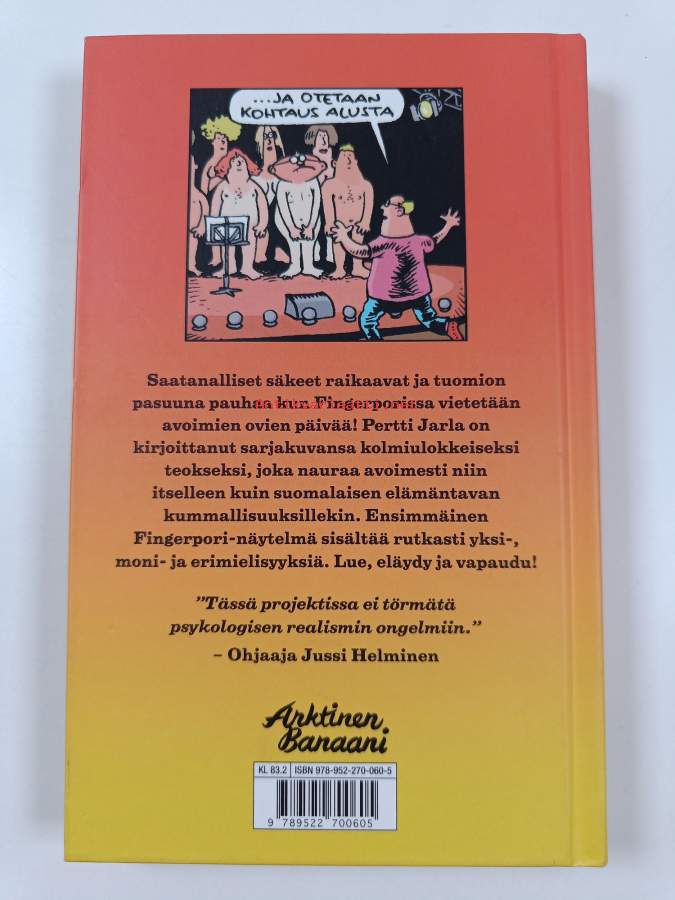 ...JA OTETAAN
KOHTAUS ALUSTA
Saatanalliset säkeet raikaavat ja tuomion
pasuuna pauhaa, kun Fingerporissa vietetään
avoimien ovien päivää! Pertti Jarla on
kirjoittanut sarjakuvansa kolmiulokkeiseksi
teokseksi, joka nauraa avoimesti niin
itselleen kuin suomalaisen elämäntavan
kummallisuuksillekin. Ensimmäinen
Fingerpori-näytelmä sisältää rutkasti yksi-,
moni- ja erimielisyyksiä. Lue, eläydy ja vapaudu!
”Tässä projektissa ei törmätä
psykologisen realismin ongelmiin.”
– Ohjaaja Jussi Helminen
Arktinen
Banaani
KL 83.2 ISBN 978-952-270-060-5
9 789522 700605